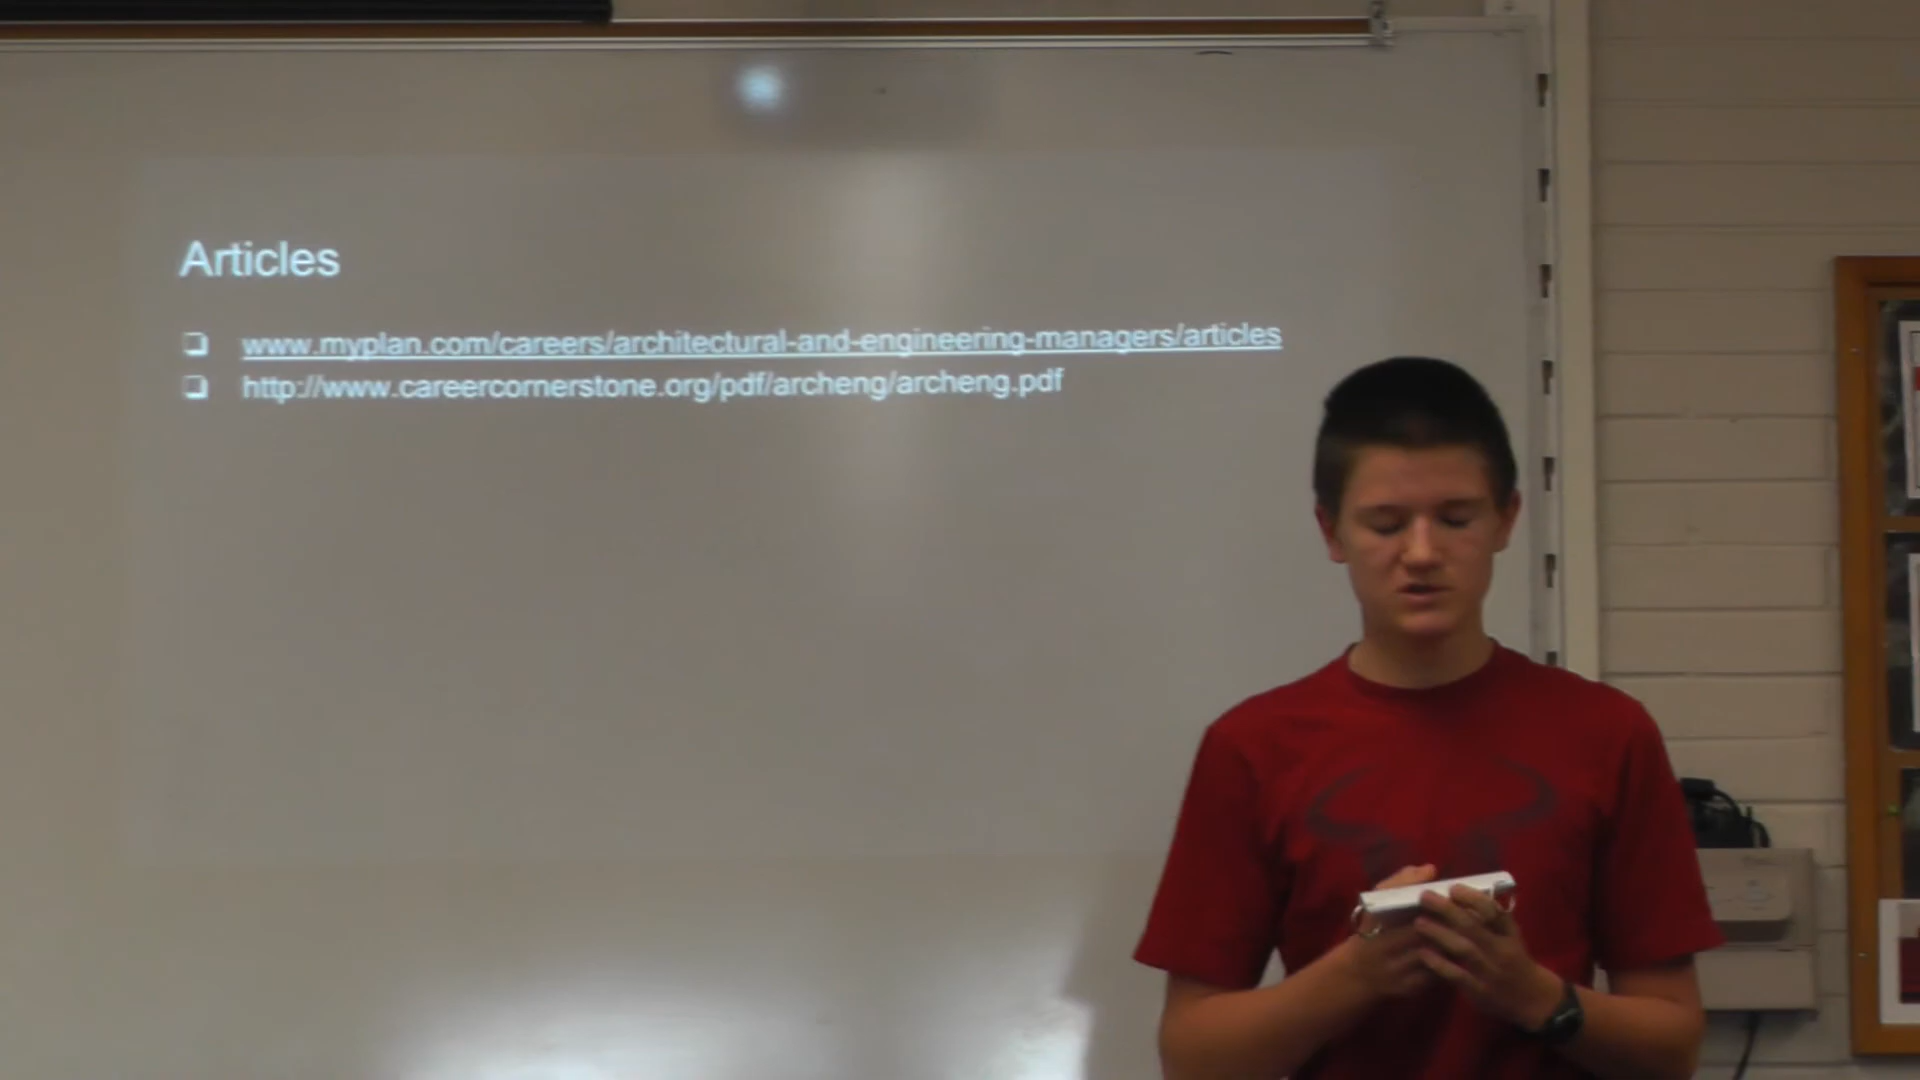 Articles
❏ www.myplan.com/careers/architectural-and-engineering-managers/articles
❏ http://www.careercornerstone.org/pdf/archeng/archeng.pdf